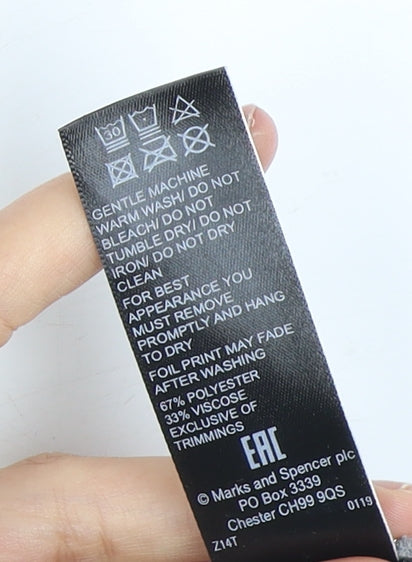 30
GENTLE MACHINE
WARM WASH/ DO NOT
BLEACH/ DO NOT
TUMBLE DRY/ DO NOT
IRON/ DO NOT DRY
CLEAN
FOR BEST
APPEARANCE YOU
MUST REMOVE
PROMPTLY AND HANG
TO DRY
FOIL PRINT MAY FADE
AFTER WASHING
67% POLYESTER
33% VISCOSE
EXCLUSIVE OF
TRIMMINGS
EAC
© Marks and Spencer plc
PO Box 3339
Chester CH99 9QS
0119
Z14T